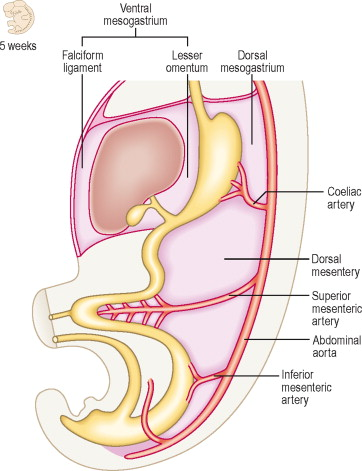 5 weeks
Ventral
mesogastrium
Falciform
ligament
Lesser
omentum
Dorsal
mesogastrium
Coeliac
artery
Dorsal
mesentery
Superior
mesenteric
artery
Abdominal
aorta
Inferior
mesenteric
artery